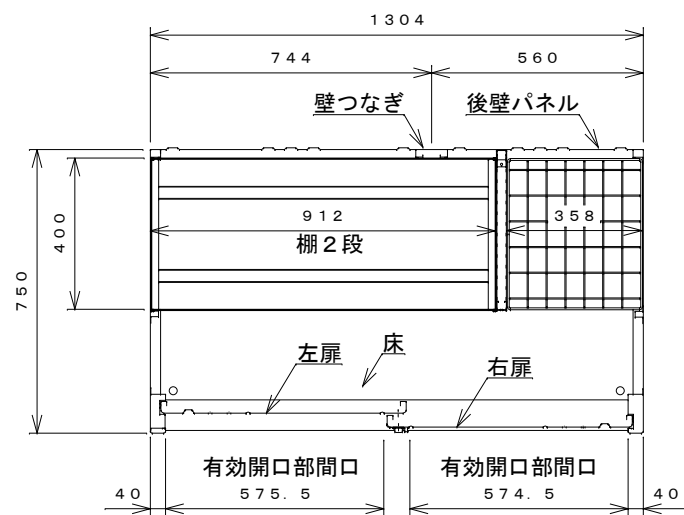 1304
744 560
壁つなぎ 後壁パネル
912 358
棚2段
400
750
床
左扉 右扉
有効開口部間口 有効開口部間口
40 575.5 574.5 40